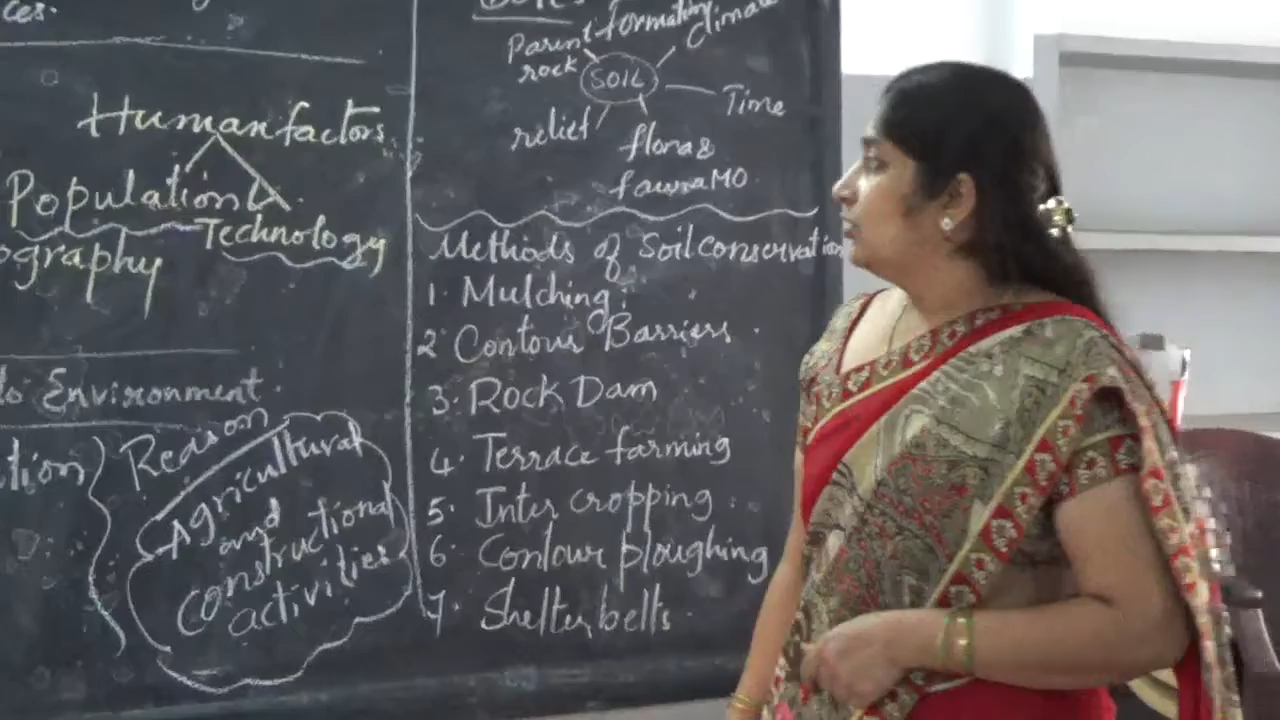 ces.
Human factors
Population
Technology
ography
to Environment
tion
Reason
Agricultural
and
constructional
activities
formation
climate
Parent
rock
SOIL
Time
relief
flora &
fauna MO
Methods of Soil conservation
1. Mulching.
2. Contour Barriers
3. Rock Dam
4. Terrace farming
5. Inter cropping
6. Contour ploughing
7. Shelter belts